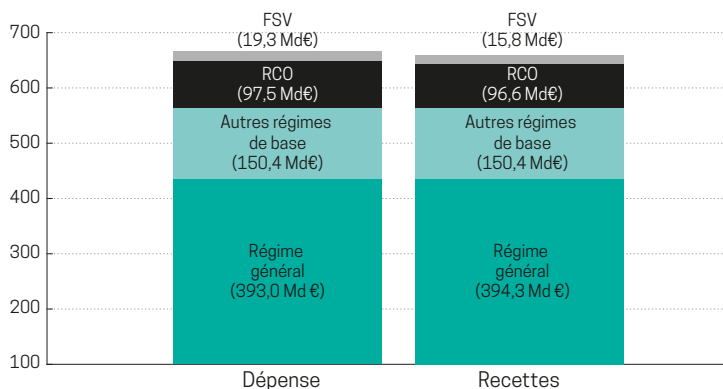 700
600
500
400
300
200
100
FSV
(19,3 Md€)
RCO
(97,5 Md€)
Autres régimes
de base
(150,4 Md€)
Régime
général
(393,0 Md €)
Dépense
FSV
(15,8 Md€)
RCO
(96,6 Md€)
Autres régimes
de base
(150,4 Md€)
Régime
général
(394,3 Md €)
Recettes